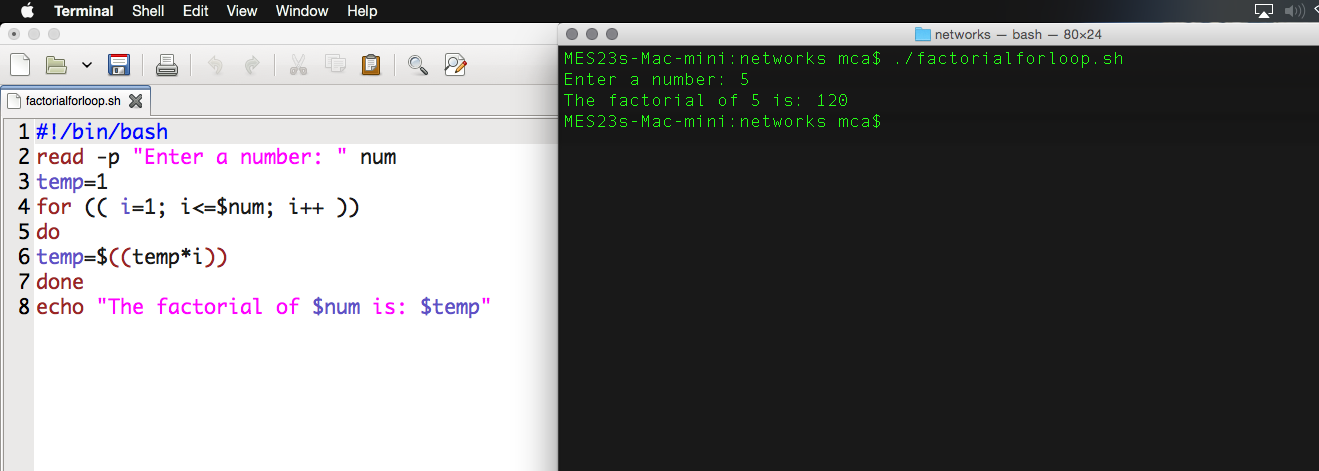 Terminal Shell Edit View Window Help
networks — bash — 80×24
factorialforloop.sh
1 #!/bin/bash
2 read -p "Enter a number: " num
3 temp=1
4 for (( i=1; i<=$num; i++ ))
5 do
6 temp=$((temp*i))
7 done
8 echo "The factorial of $num is: $temp"
MES23s-Mac-mini:networks mca$ ./factorialforloop.sh
Enter a number: 5
The factorial of 5 is: 120
MES23s-Mac-mini:networks mca$